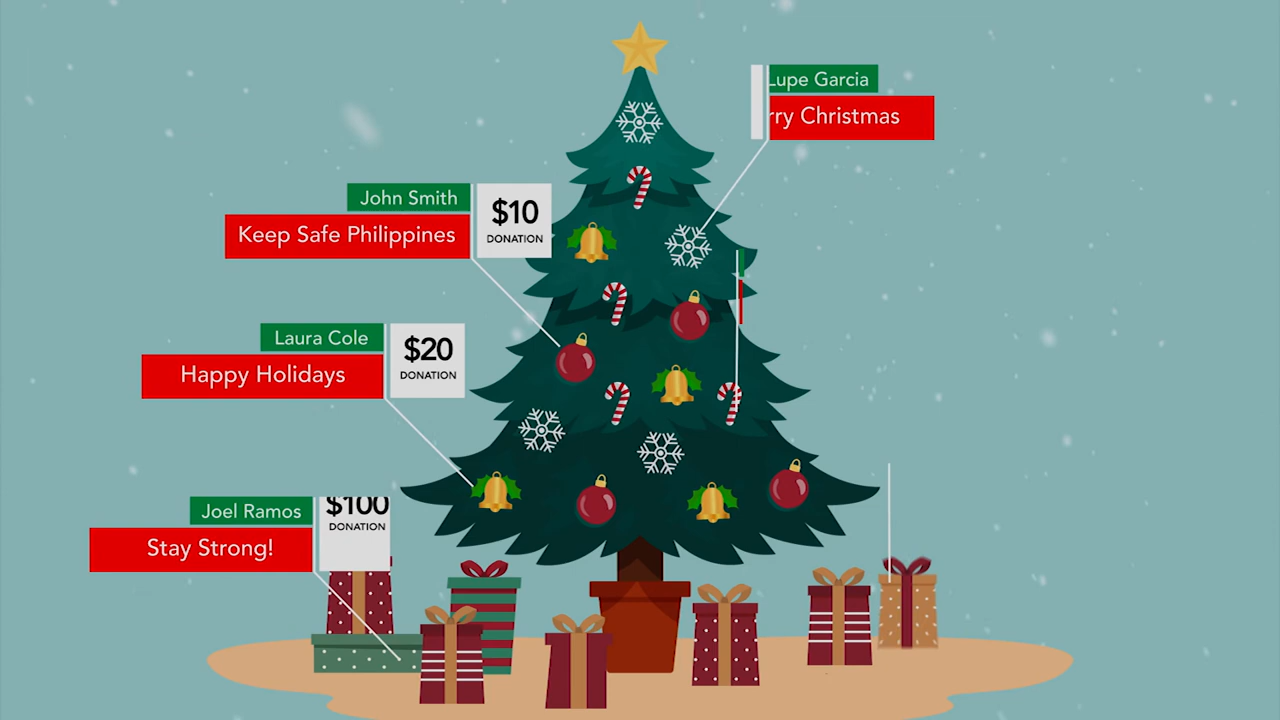 Lupe Garcia
rry Christmas
John Smith
Keep Safe Philippines
$10
DONATION
Laura Cole
Happy Holidays
$20
DONATION
Joel Ramos
Stay Strong!
$100
DONATION